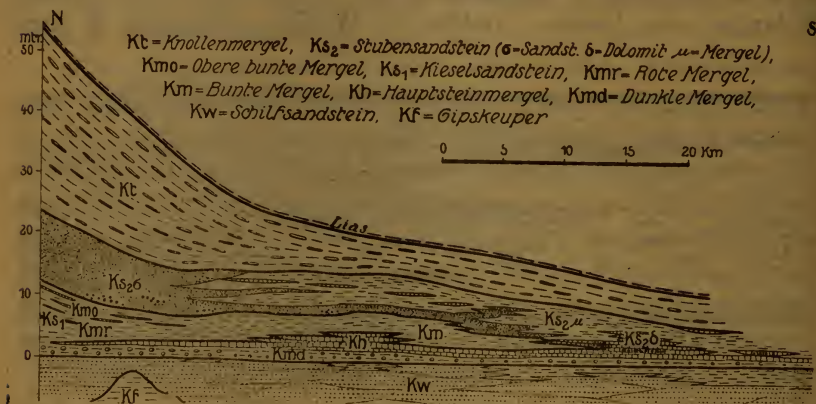 N
S
mtr.
Kt=Knollenmergel, Ks₂=Stubensandstein (σ=Sandst. δ=Dolomit μ=Mergel),
Kmo=Obere bunte Mergel, Ks₁=Kieselsandstein, Kmr=Rote Mergel,
Km=Bunte Mergel, Kh=Hauptsteinmergel, Kmd=Dunkle Mergel,
Kw=Schilfsandstein, Kf=Gipskeuper
50
40
30
20
10
0
0 5 10 15 20 Km
Kt
Lias
Ks₂σ
Kmo
Ks₁
Kmr
Kh
Km
Ks₂μ
Ks₂δ
Kmd
Kw
Kf